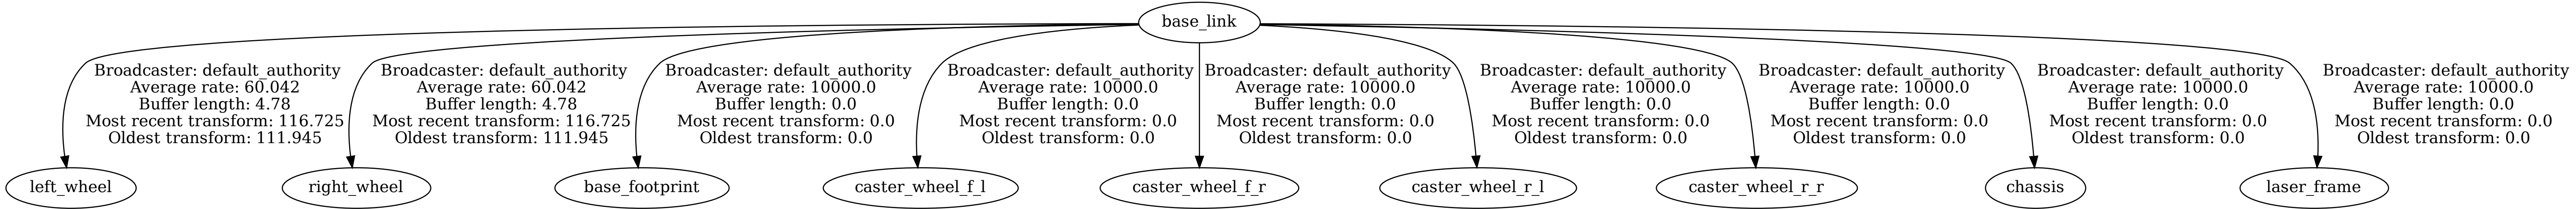 base_link
Broadcaster: default_authority
Average rate: 60.042
Buffer length: 4.78
Most recent transform: 116.725
Oldest transform: 111.945
Broadcaster: default_authority
Average rate: 60.042
Buffer length: 4.78
Most recent transform: 116.725
Oldest transform: 111.945
Broadcaster: default_authority
Average rate: 10000.0
Buffer length: 0.0
Most recent transform: 0.0
Oldest transform: 0.0
Broadcaster: default_authority
Average rate: 10000.0
Buffer length: 0.0
Most recent transform: 0.0
Oldest transform: 0.0
Broadcaster: default_authority
Average rate: 10000.0
Buffer length: 0.0
Most recent transform: 0.0
Oldest transform: 0.0
Broadcaster: default_authority
Average rate: 10000.0
Buffer length: 0.0
Most recent transform: 0.0
Oldest transform: 0.0
Broadcaster: default_authority
Average rate: 10000.0
Buffer length: 0.0
Most recent transform: 0.0
Oldest transform: 0.0
Broadcaster: default_authority
Average rate: 10000.0
Buffer length: 0.0
Most recent transform: 0.0
Oldest transform: 0.0
Broadcaster: default_authority
Average rate: 10000.0
Buffer length: 0.0
Most recent transform: 0.0
Oldest transform: 0.0
left_wheel
right_wheel
base_footprint
caster_wheel_f_l
caster_wheel_f_r
caster_wheel_r_l
caster_wheel_r_r
chassis
laser_frame